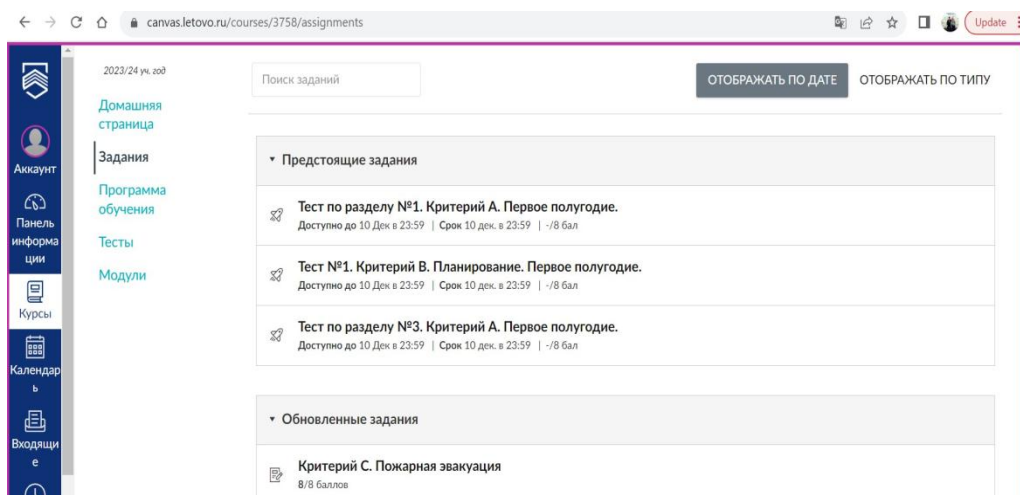 canvas.letovo.ru/courses/3758/assignments
Update
Аккаунт
Панель
информа
ции
Курсы
Календар
ь
Входящи
е
2023/24 уч. год
Домашняя
страница
Задания
Программа
обучения
Тесты
Модули
Поиск заданий
ОТОБРАЖАТЬ ПО ДАТЕ
ОТОБРАЖАТЬ ПО ТИПУ
Предстоящие задания
Тест по разделу №1. Критерий А. Первое полугодие.
Доступно до 10 Дек в 23:59 | Срок 10 дек. в 23:59 | -/8 бал
Тест №1. Критерий В. Планирование. Первое полугодие.
Доступно до 10 Дек в 23:59 | Срок 10 дек. в 23:59 | -/8 бал
Тест по разделу №3. Критерий А. Первое полугодие.
Доступно до 10 Дек в 23:59 | Срок 10 дек. в 23:59 | -/8 бал
Обновленные задания
Критерий С. Пожарная эвакуация
8/8 баллов